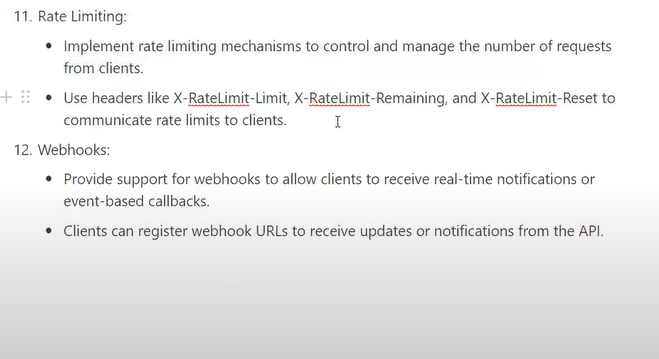 11. Rate Limiting:
• Implement rate limiting mechanisms to control and manage the number of requests
from clients.
• Use headers like X-RateLimit-Limit, X-RateLimit-Remaining, and X-RateLimit-Reset to
communicate rate limits to clients.
12. Webhooks:
• Provide support for webhooks to allow clients to receive real-time notifications or
event-based callbacks.
• Clients can register webhook URLs to receive updates or notifications from the API.